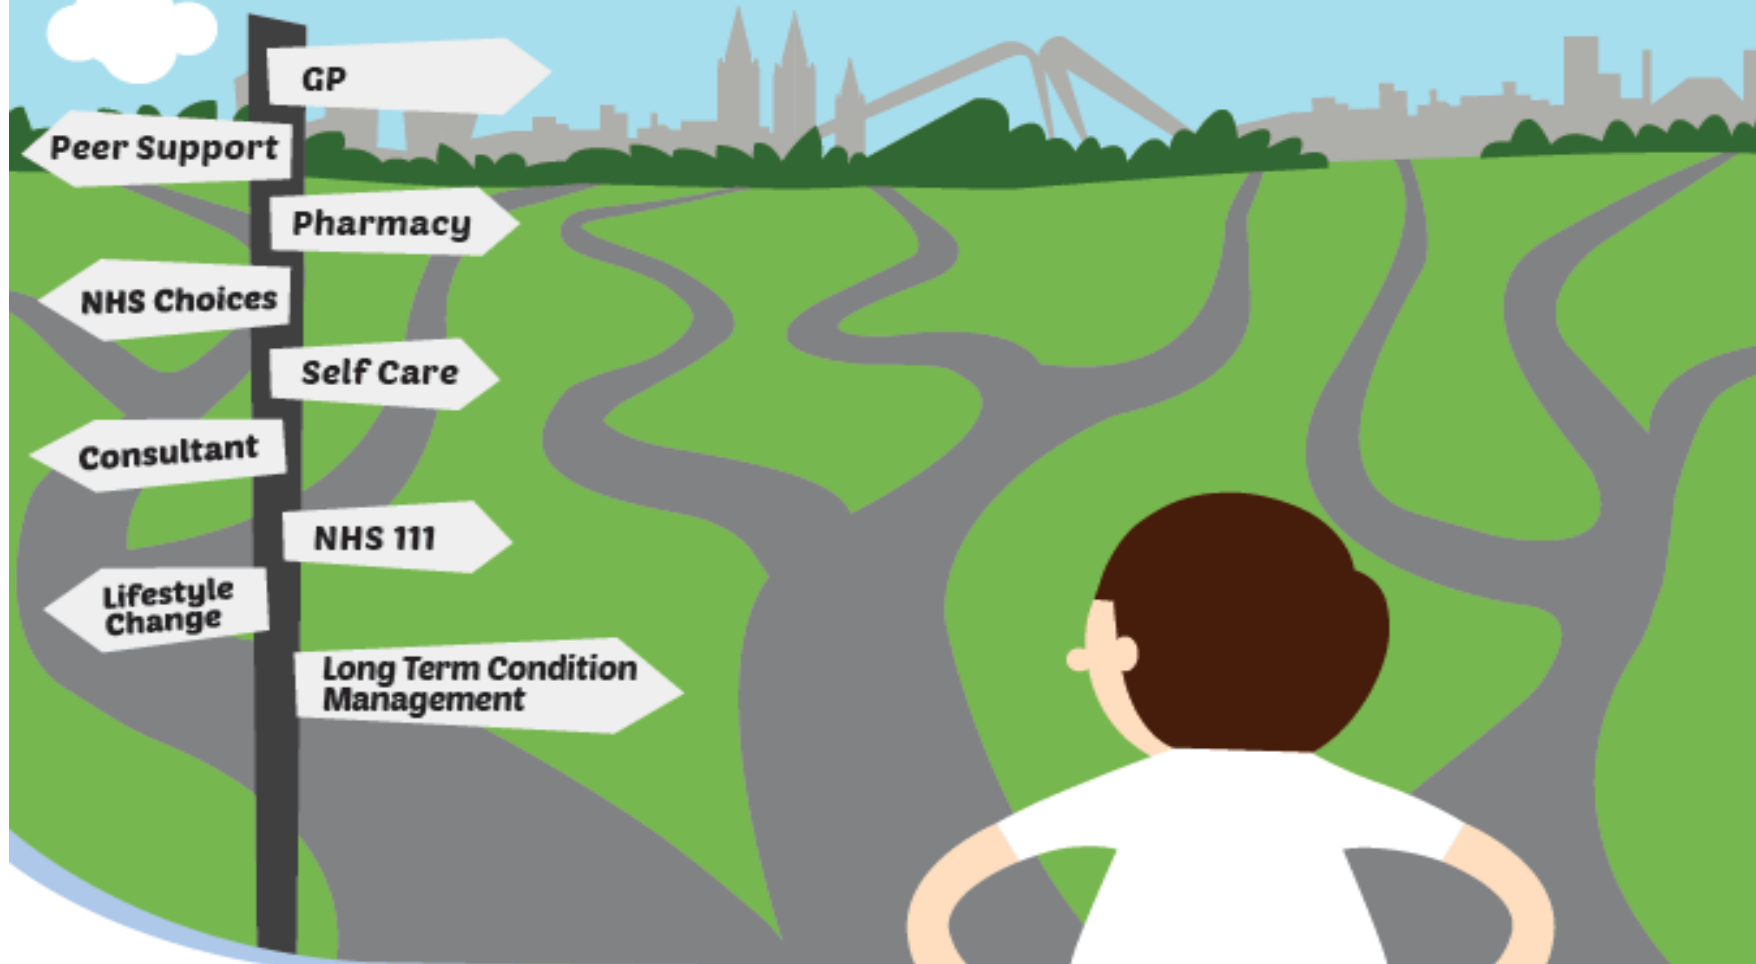 GP
Peer Support
Pharmacy
NHS Choices
Self Care
Consultant
NHS 111
Lifestyle
Change
Long Term Condition
Management